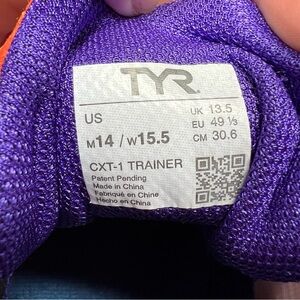 TYR
US
M14 / W15.5
UK 13.5
EU 49 1/3
CM 30.6
CXT-1 TRAINER
Patent Pending
Made in China
Fabriqué en Chine
Hecho en China